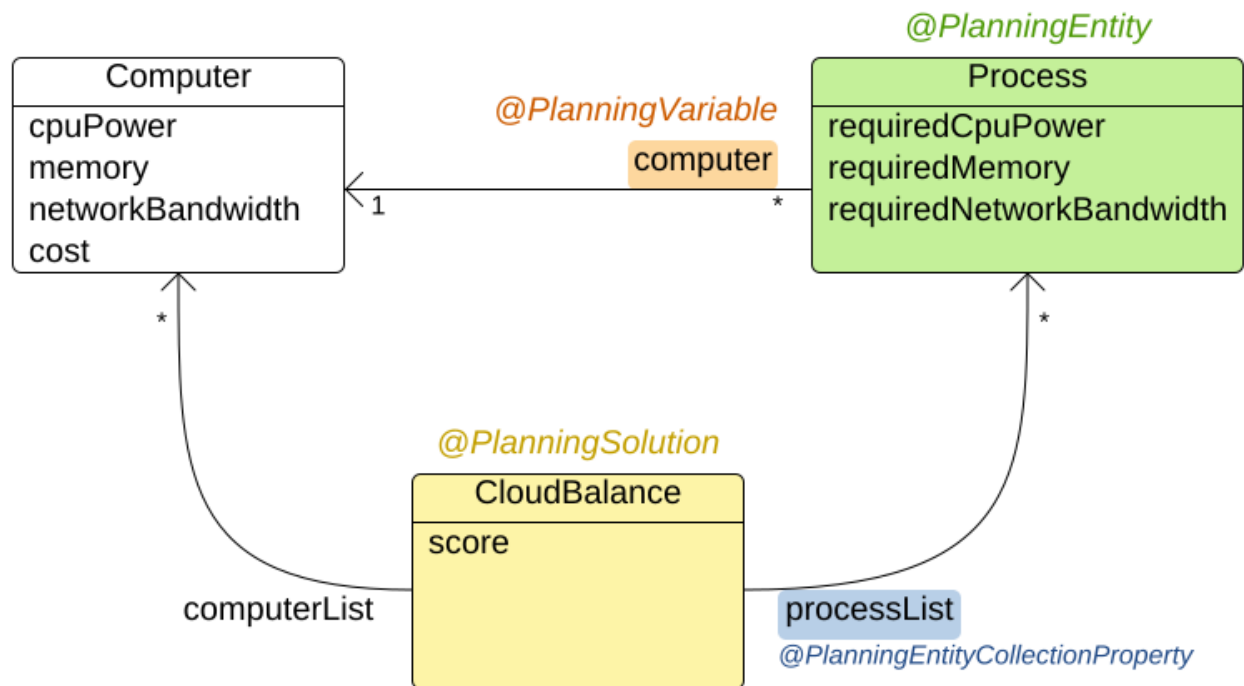 @PlanningEntity
Computer
cpuPower
memory
networkBandwidth
cost
@PlanningVariable
computer
1
*
Process
requiredCpuPower
requiredMemory
requiredNetworkBandwidth
*
*
@PlanningSolution
CloudBalance
score
computerList
processList
@PlanningEntityCollectionProperty